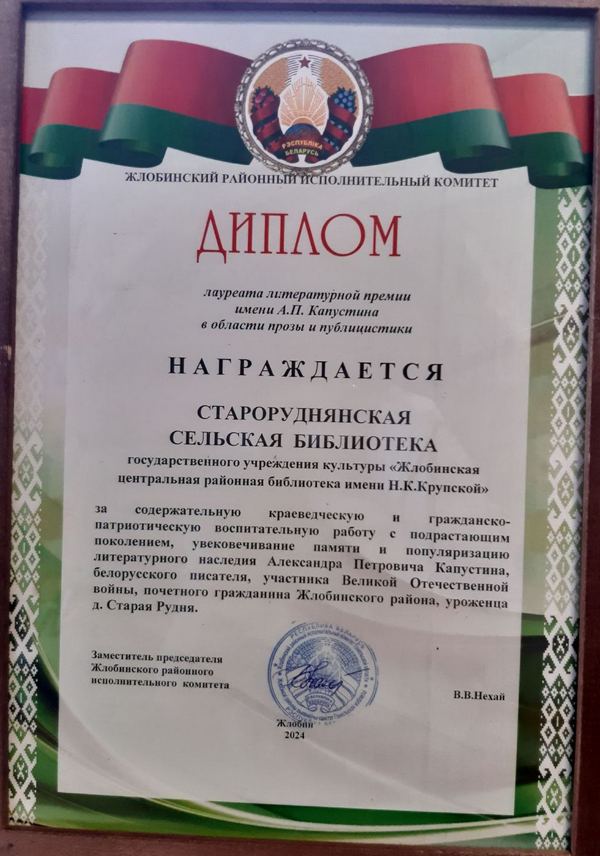 РЭСПУБЛІКА
БЕЛАРУСЬ
ЖЛОБИНСКИЙ РАЙОННЫЙ ИСПОЛНИТЕЛЬНЫЙ КОМИТЕТ
ДИПЛОМ
лауреата литературной премии
имени А.П. Капустина
в области прозы и публицистики
НАГРАЖДАЕТСЯ
СТАРОРУДНЯНСКАЯ
СЕЛЬСКАЯ БИБЛИОТЕКА
государственного учреждения культуры «Жлобинская
центральная районная библиотека имени Н.К.Крупской»
за содержательную краеведческую и гражданско-
патриотическую воспитательную работу с подрастающим
поколением, увековечивание памяти и популяризацию
литературного наследия Александра Петровича Капустина,
белорусского писателя, участника Великой Отечественной
войны, почетного гражданина Жлобинского района, уроженца
д. Старая Рудня.
Заместитель председателя
Жлобинского районного
исполнительного комитета
В.В.Нехай
Жлобин
2024